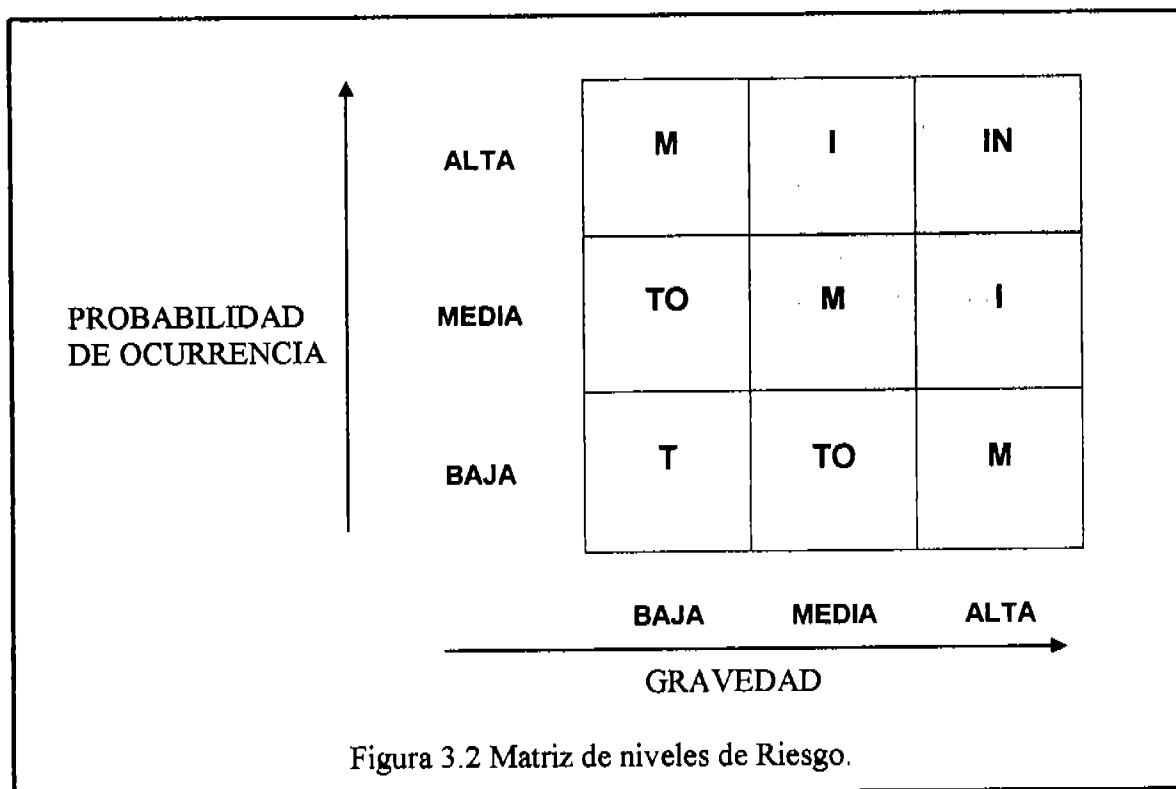 ALTA M I IN
PROBABILIDAD
DE OCURRENCIA
MEDIA TO M I
BAJA T TO M
BAJA MEDIA ALTA
GRAVEDAD
Figura 3.2 Matriz de niveles de Riesgo.